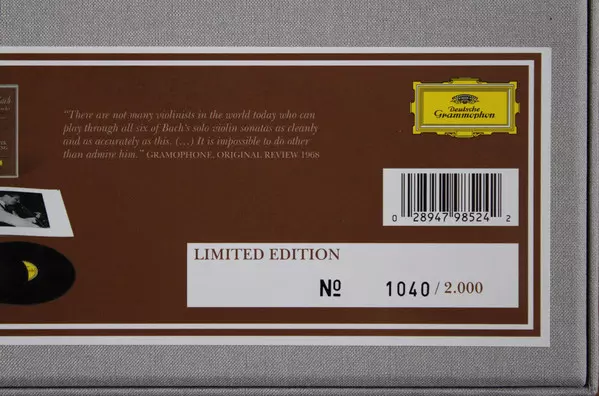 "There are not many violinists in the world today who can
play through all six of Bach's solo violin sonatas as cleanly
and as accurately as this. (...) It is impossible to do other
than admire him." GRAMOPHONE, ORIGINAL REVIEW 1968
Deutsche
Grammophon
0 28947 98524 2
LIMITED EDITION
Nº 1040 / 2.000
Bach